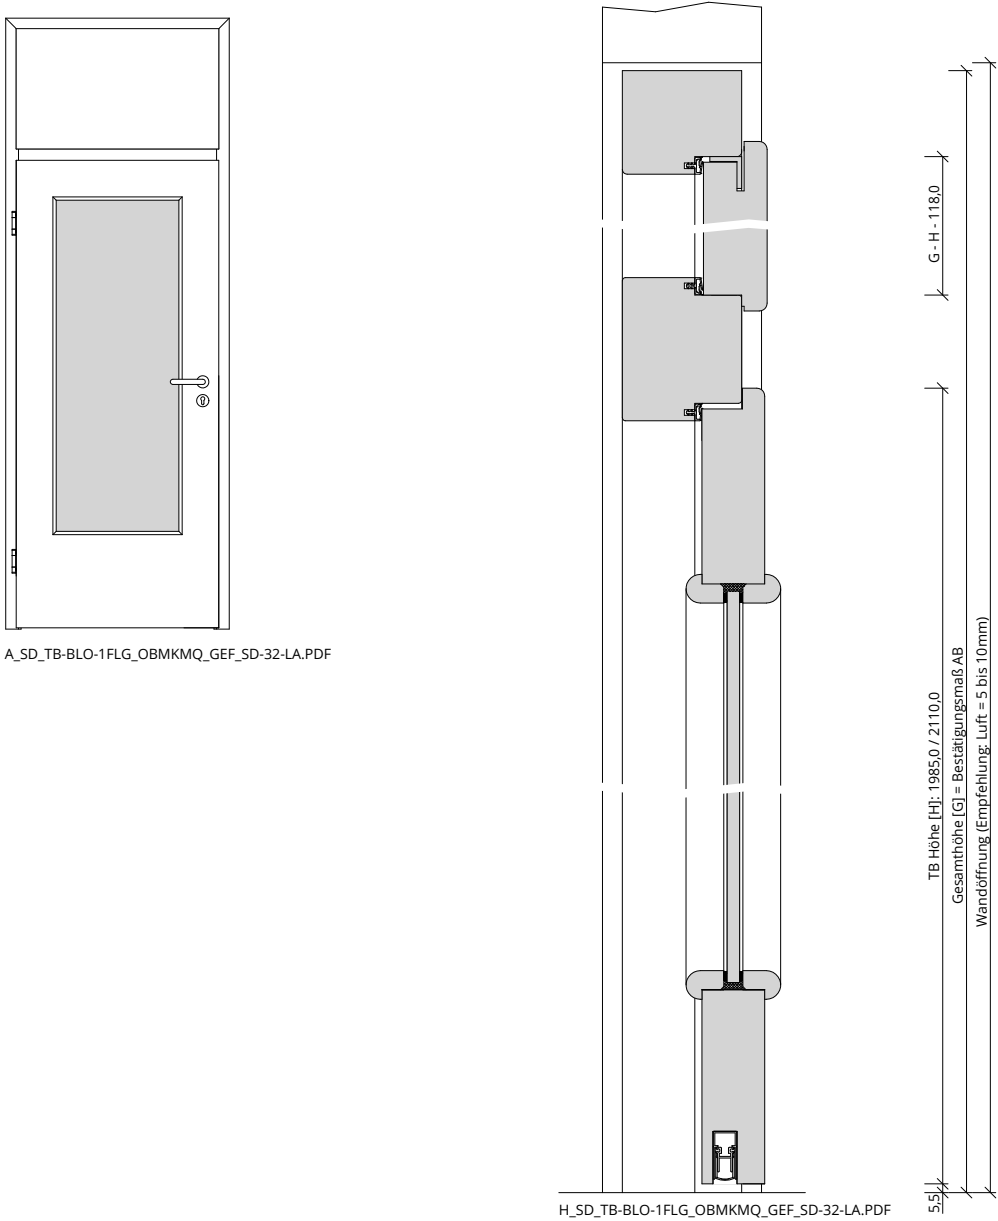 A_SD_TB-BLO-1FLG_OBMKMQ_GEF_SD-32-LA.PDF
G - H - 118,0
TB Höhe [H]: 1985,0 / 2110,0
Gesamthöhe [G] = Bestätigungsmaß AB
Wandöffnung (Empfehlung: Luft = 5 bis 10mm)
5,5
H_SD_TB-BLO-1FLG_OBMKMQ_GEF_SD-32-LA.PDF